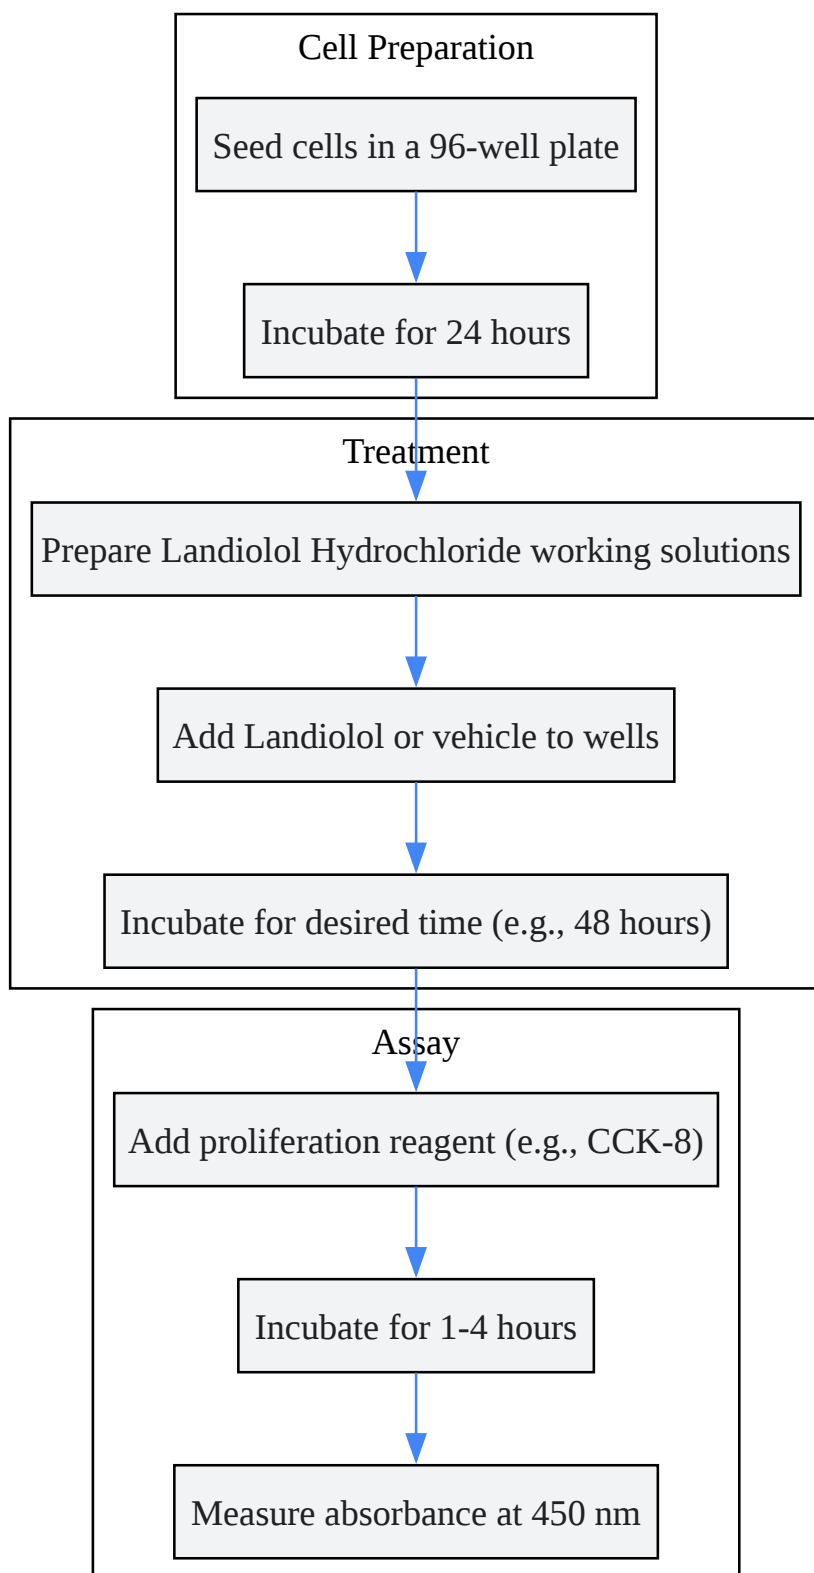 Cell Preparation
Seed cells in a 96-well plate
Incubate for 24 hours
Treatment
Prepare Landiolol Hydrochloride working solutions
Add Landiolol or vehicle to wells
Incubate for desired time (e.g., 48 hours)
Assay
Add proliferation reagent (e.g., CCK-8)
Incubate for 1-4 hours
Measure absorbance at 450 nm